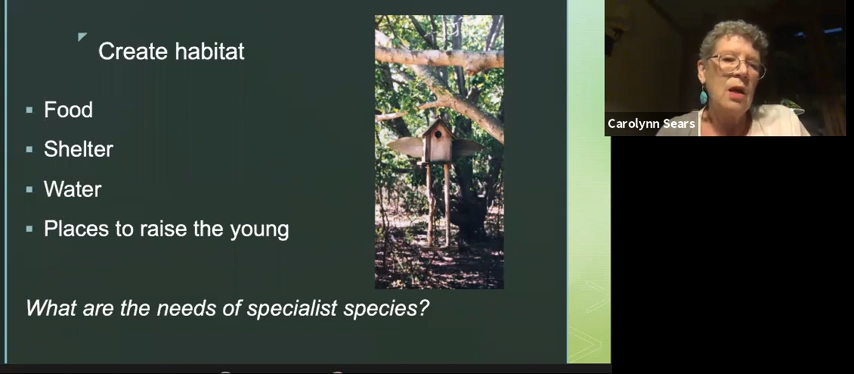 Create habitat
Food
Shelter
Water
Places to raise the young
What are the needs of specialist species?
Carolynn Sears